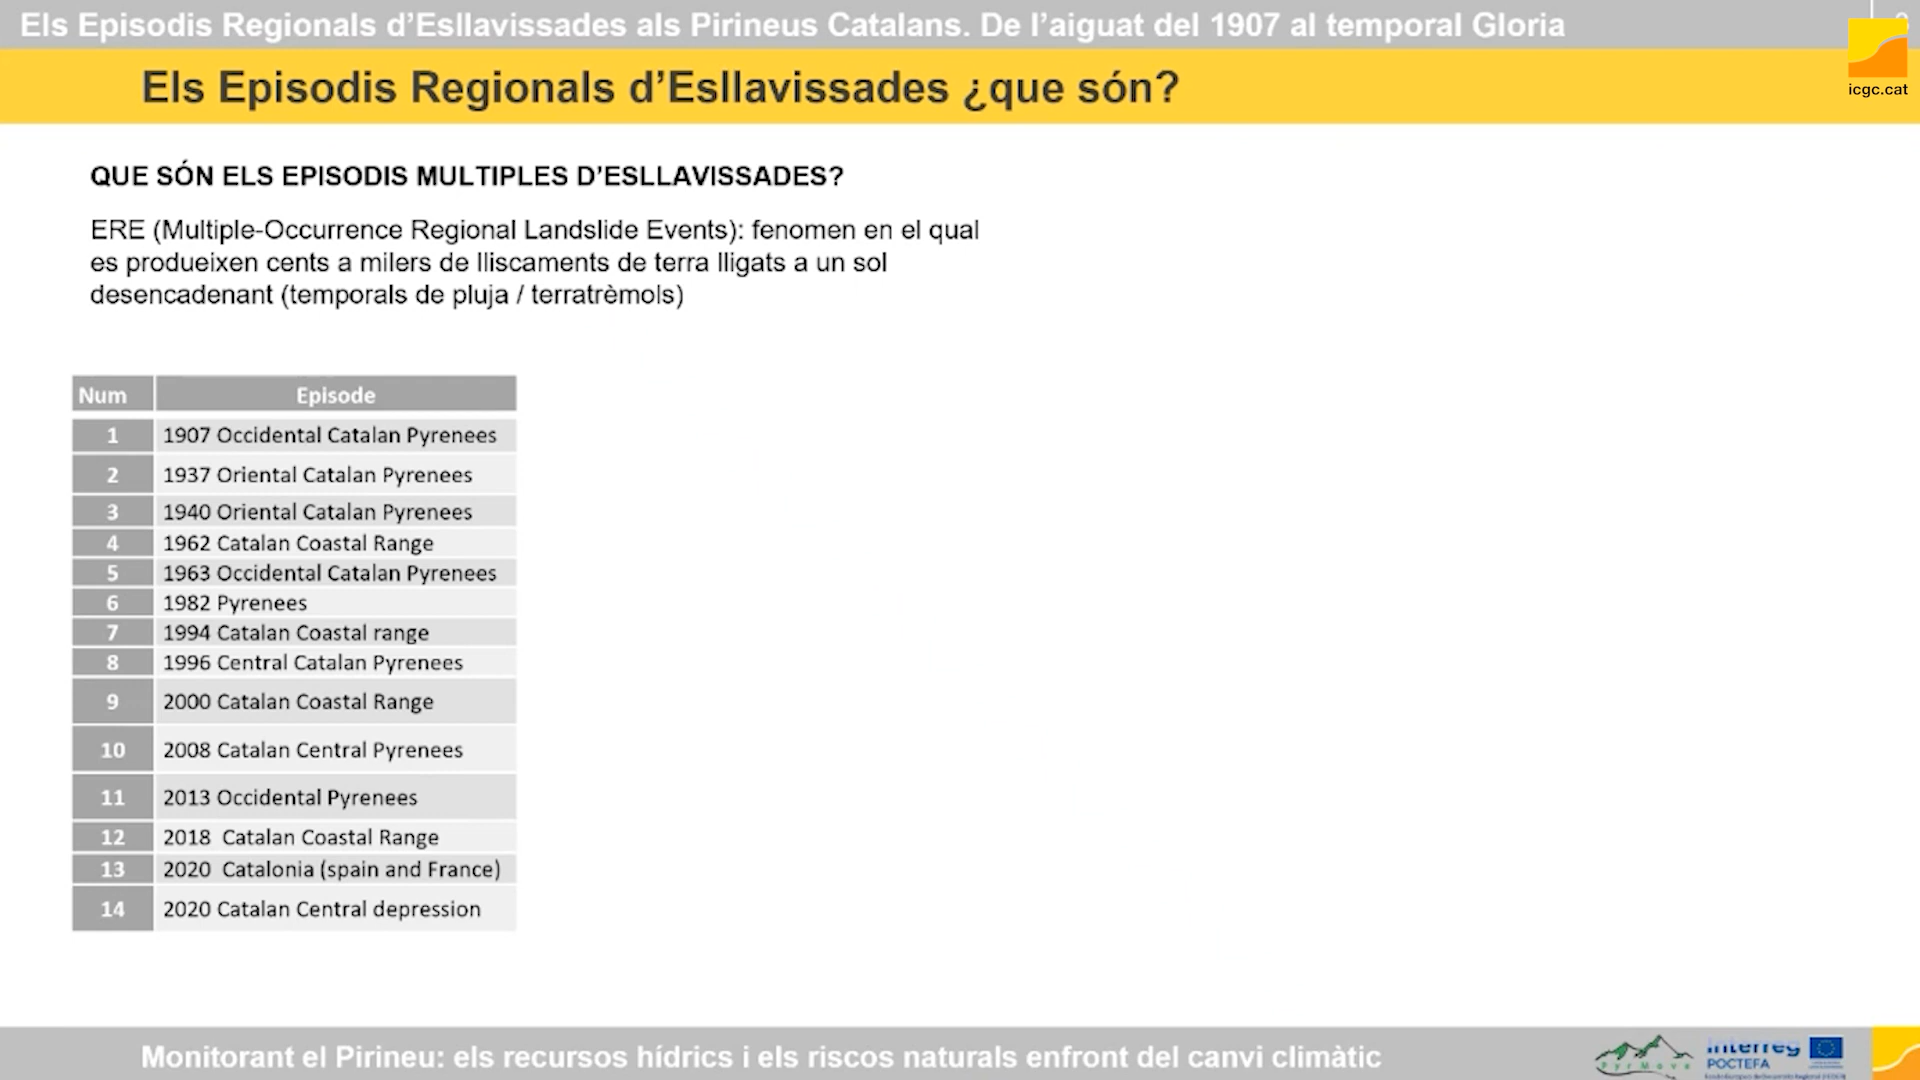 Els Episodis Regionals d’Esllavissades als Pirineus Catalans. De l’aiguat del 1907 al temporal Gloria
icgc.cat
Els Episodis Regionals d’Esllavissades ¿que són?
QUE SÓN ELS EPISODIS MULTIPLES D’ESLLAVISSADES?
ERE (Multiple-Occurrence Regional Landslide Events): fenomen en el qual
es produeixen cents a milers de lliscaments de terra lligats a un sol
desencadenant (temporals de pluja / terratrèmols)
Num Episode
1 1907 Occidental Catalan Pyrenees
2 1937 Oriental Catalan Pyrenees
3 1940 Oriental Catalan Pyrenees
4 1962 Catalan Coastal Range
5 1963 Occidental Catalan Pyrenees
6 1982 Pyrenees
7 1994 Catalan Coastal range
8 1996 Central Catalan Pyrenees
9 2000 Catalan Coastal Range
10 2008 Catalan Central Pyrenees
11 2013 Occidental Pyrenees
12 2018 Catalan Coastal Range
13 2020 Catalonia (spain and France)
14 2020 Catalan Central depression
Monitorant el Pirineu: els recursos hídrics i els riscos naturals enfront del canvi climàtic
PyrMove
Interreg
POCTEFA